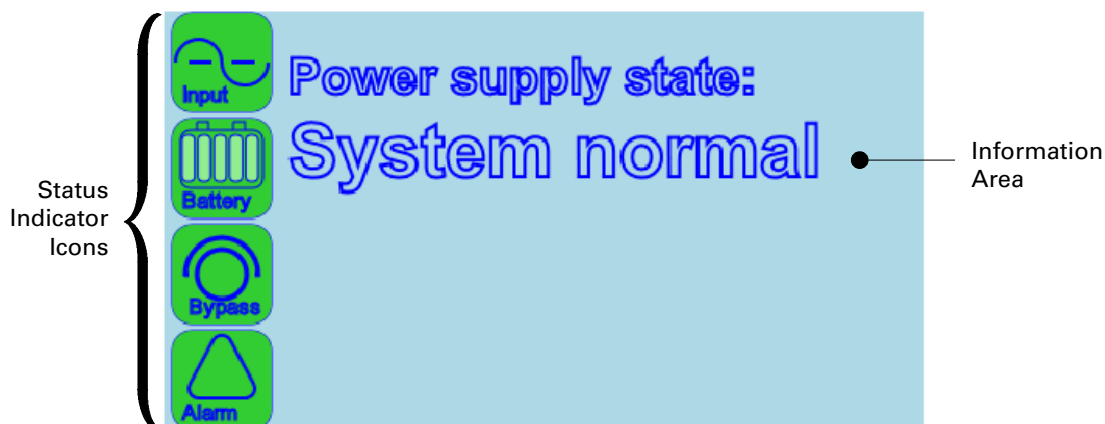 Status
Indicator
Icons
Input
Battery
Bypass
Alarm
Power supply state:
System normal
Information
Area